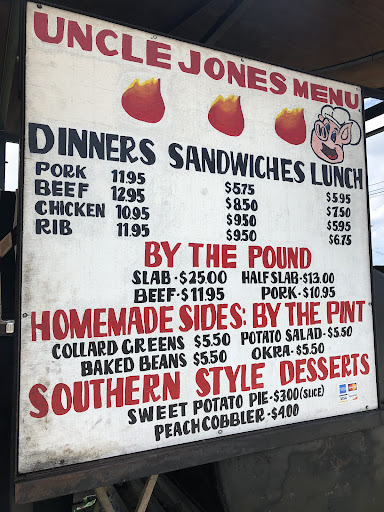 UNCLE JONES MENU
DINNERS SANDWICHES LUNCH
PORK 11.95 $5.75 $5.95
BEEF 12.95 $8.50 $7.50
CHICKEN 10.95 $9.50 $5.95
RIB 11.95 $9.50 $6.75
BY THE POUND
SLAB-$25.00 HALF SLAB-$13.00
BEEF-$11.95 PORK-$10.95
HOMEMADE SIDES: BY THE PINT
COLLARD GREENS $5.50 POTATO SALAD-$5.50
BAKED BEANS $5.50 OKRA-$5.50
SOUTHERN STYLE DESSERTS
SWEET POTATO PIE-$3.00 (SLICE)
PEACH COBBLER-$4.00